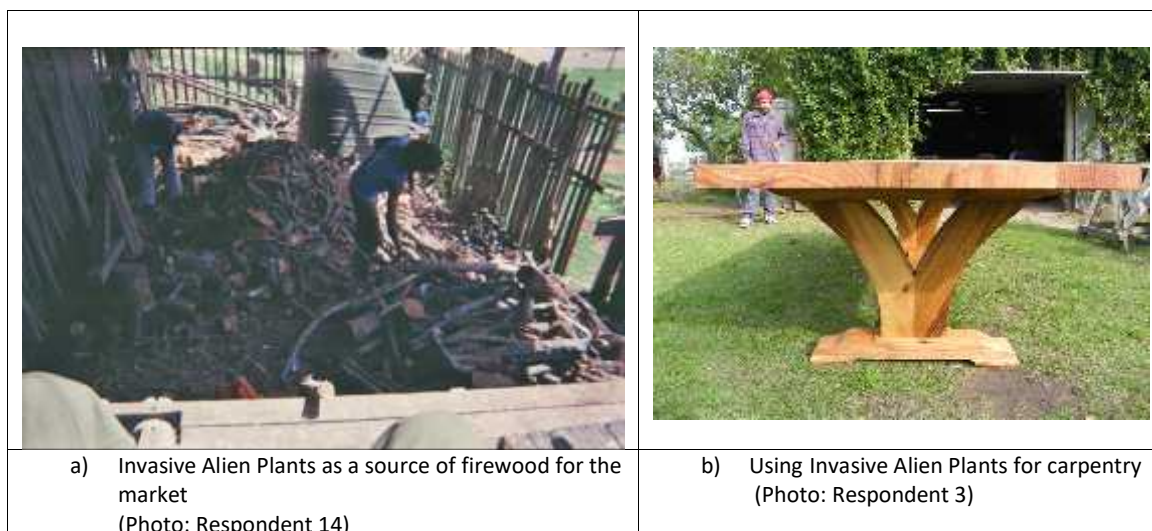 a) Invasive Alien Plants as a source of firewood for the
market
(Photo: Respondent 14)
b) Using Invasive Alien Plants for carpentry
(Photo: Respondent 3)